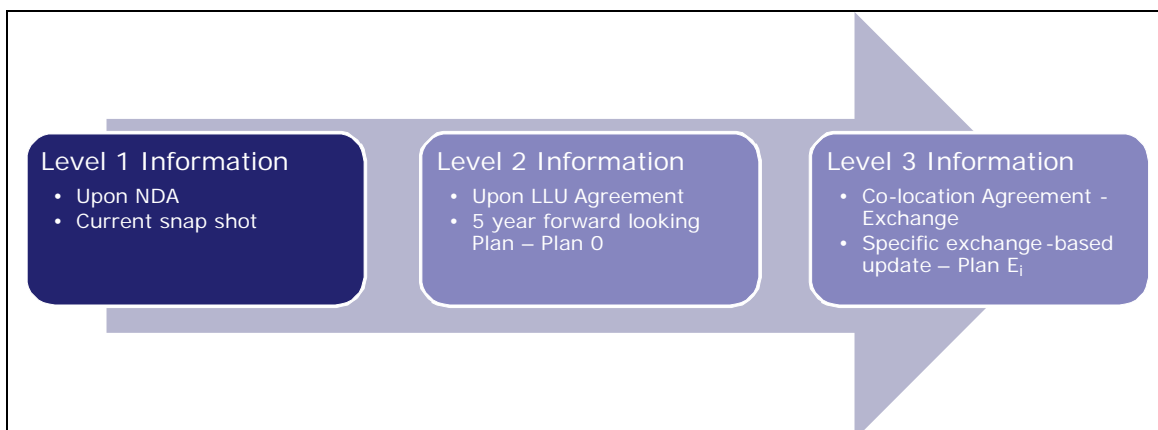 Level 1 Information
• Upon NDA
• Current snap shot
Level 2 Information
• Upon LLU Agreement
• 5 year forward looking
Plan – Plan 0
Level 3 Information
• Co-location Agreement -
Exchange
• Specific exchange -based
update – Plan Ei